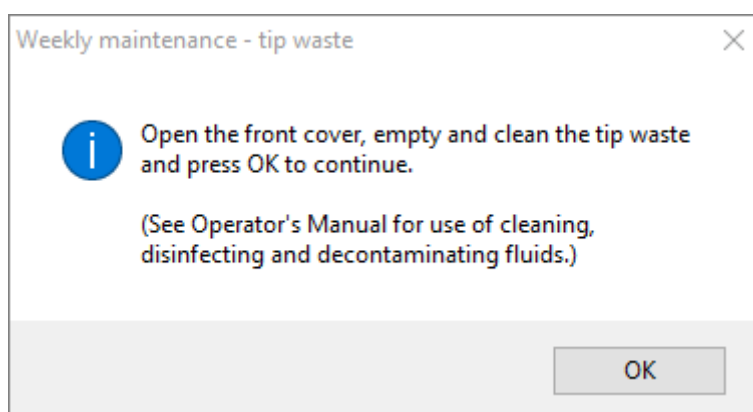 Weekly maintenance - tip waste
Open the front cover, empty and clean the tip waste
and press OK to continue.
(See Operator's Manual for use of cleaning,
disinfecting and decontaminating fluids.)
OK